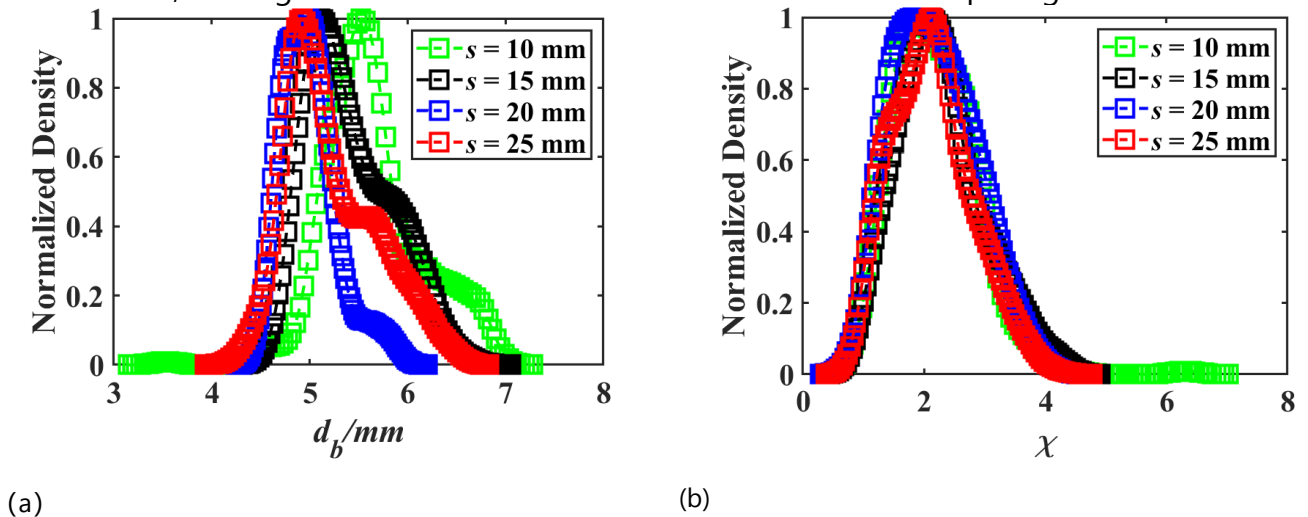 1
0.8
0.6
0.4
0.2
0
Normalized Density
3 4 5 6 7 8
d_b/mm
s = 10 mm
s = 15 mm
s = 20 mm
s = 25 mm
(a)
1
0.8
0.6
0.4
0.2
0
Normalized Density
0 2 4 6 8
χ
s = 10 mm
s = 15 mm
s = 20 mm
s = 25 mm
(b)